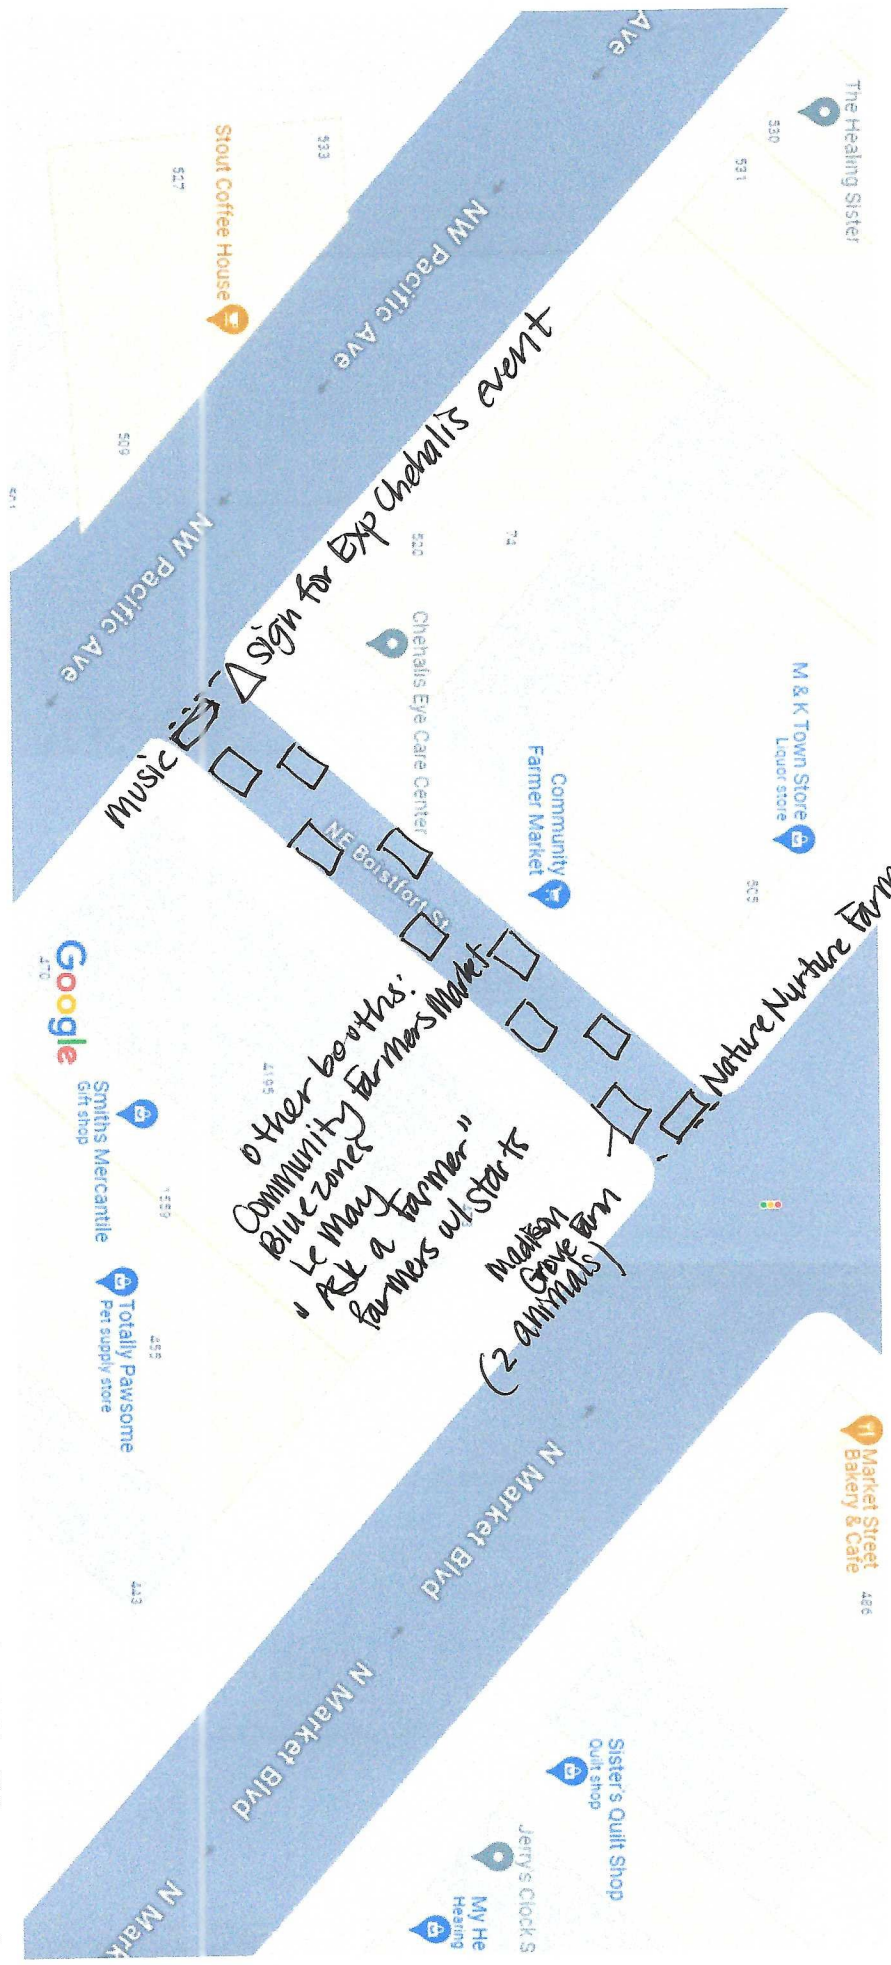 Ave
The Healing Sister
530
531
533
Stout Coffee House
527
NW Pacific Ave
Sign for Exp Chehalis event
509
NW Pacific Ave
74
520
Chehalis Eye Care Center
M & K Town Store
Liquor store
Community
Farmer Market
505
music
NE Boistfort St
Nature Nurture Farm
Google
470
other booths:
Community Farmers Market
Blue zones
Le May
"Ask a Farmer"
farmers w/ starts
Madison
Grove Farm
(2 animals)
4195
Smiths Mercantile
Gift shop
Totally Pawsome
Pet supply store
455
443
Market Street
Bakery & Cafe
486
N Market Blvd
N Market Blvd
Sister's Quilt Shop
Quilt shop
Jerry's Clock S
My He
Hearing
N Mark